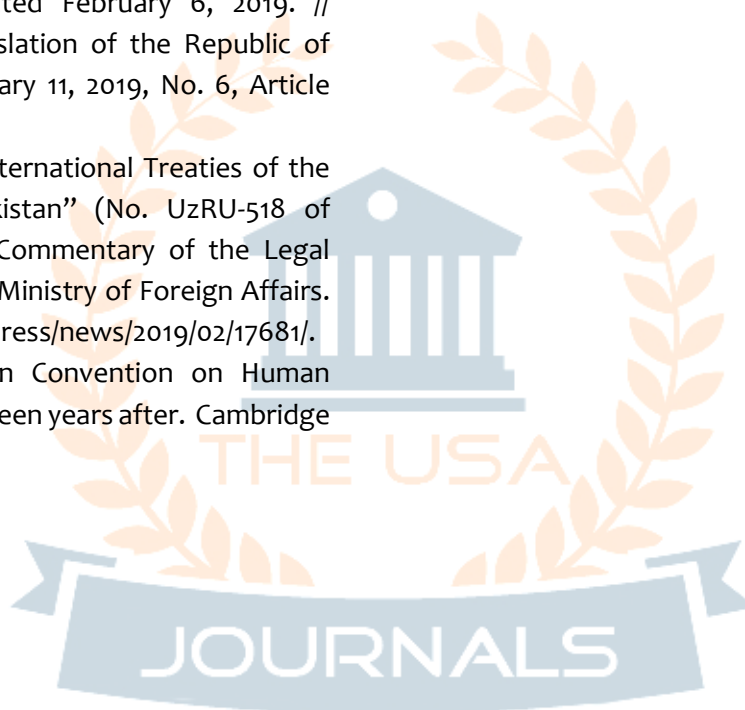 ted February 6, 2019. //
slation of the Republic of
ary 11, 2019, No. 6, Article
nternational Treaties of the
kistan” (No. UzRU-518 of
Commentary of the Legal
Ministry of Foreign Affairs.
ress/news/2019/02/17681/.
n Convention on Human
een years after. Cambridge
THE USA
JOURNALS